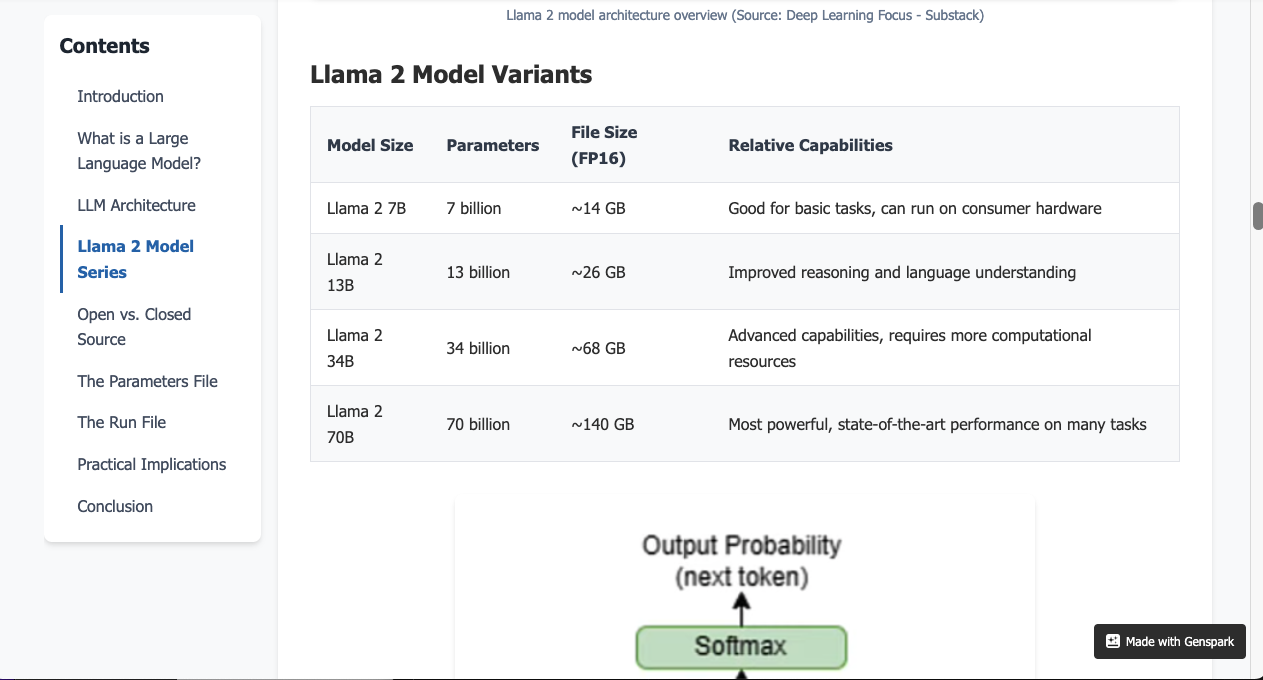 Llama 2 model architecture overview (Source: Deep Learning Focus - Substack)
Contents
Introduction
What is a Large
Language Model?
LLM Architecture
Llama 2 Model
Series
Open vs. Closed
Source
The Parameters File
The Run File
Practical Implications
Conclusion
Llama 2 Model Variants
Model Size Parameters File Size (FP16) Relative Capabilities
Llama 2 7B 7 billion ~14 GB Good for basic tasks, can run on consumer hardware
Llama 2
13B 13 billion ~26 GB Improved reasoning and language understanding
Llama 2
34B 34 billion ~68 GB Advanced capabilities, requires more computational
resources
Llama 2
70B 70 billion ~140 GB Most powerful, state-of-the-art performance on many tasks
Output Probability
(next token)
Softmax
Made with Genspark